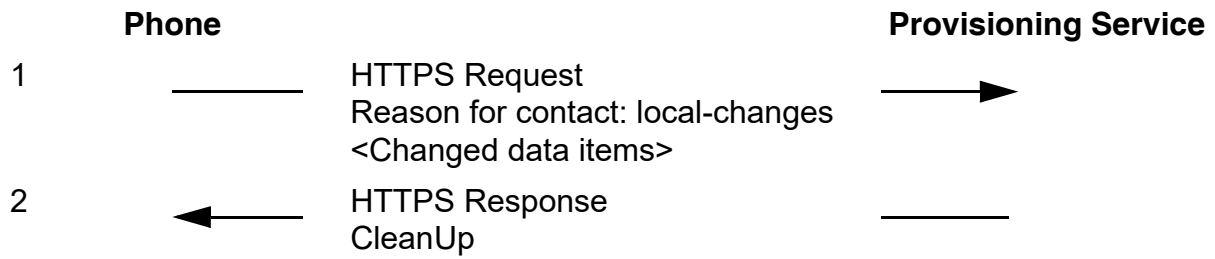 Phone Provisioning Service
1 HTTPS Request
Reason for contact: local-changes
<Changed data items>
2 HTTPS Response
CleanUp